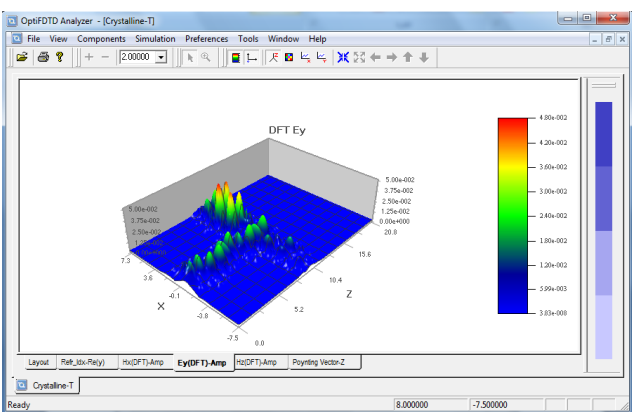 OptiFDTD Analyzer - [Crystalline-T]
File View Components Simulation Preferences Tools Window Help
2.00000
DFT Ey
4.80e-002
4.20e-002
3.60e-002
3.00e-002
2.40e-002
1.80e-002
1.20e-002
5.99e-003
3.83e-008
5.00e-002
3.75e-002
2.50e-002
1.25e-002
0.00e+000
20.8
15.6
10.4
Z
5.2
0.0
5.00e-002
3.75e-002
2.50e-002
7.3
3.6
-0.1
X
-3.8
-7.5
Layout Refr_Idx-Re(y) Hx(DFT)-Amp Ey(DFT)-Amp Hz(DFT)-Amp Poynting Vector-Z
Crystalline-T
Ready 8.000000 -7.500000